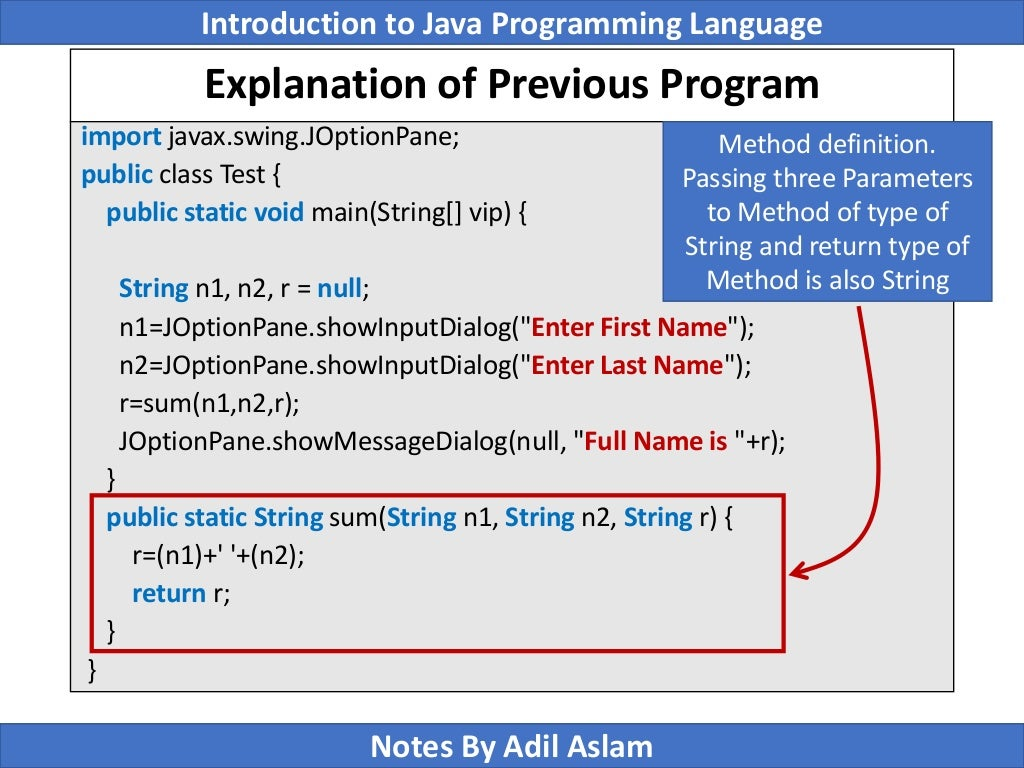 Introduction to Java Programming Language
Explanation of Previous Program
import javax.swing.JOptionPane;
public class Test {
public static void main(String[] vip) {
String n1, n2, r = null;
n1=JOptionPane.showInputDialog("Enter First Name");
n2=JOptionPane.showInputDialog("Enter Last Name");
r=sum(n1,n2,r);
JOptionPane.showMessageDialog(null, "Full Name is "+r);
}
public static String sum(String n1, String n2, String r) {
r=(n1)+' '+(n2);
return r;
}
}
Method definition.
Passing three Parameters
to Method of type of
String and return type of
Method is also String
Notes By Adil Aslam